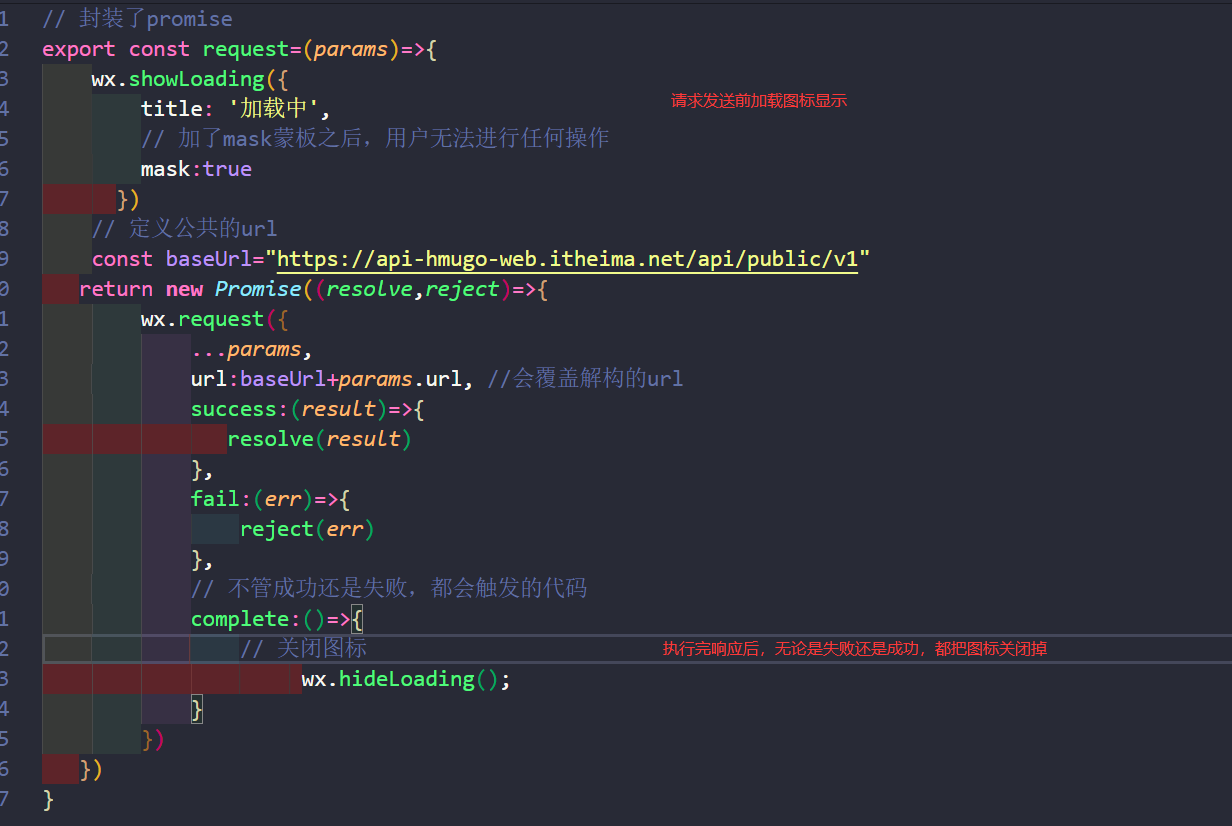 1 // 封装了promise
2 export const request=(params)=>{
3 wx.showLoading({
4 title: '加载中', 请求发送前加载图标显示
5 // 加了mask蒙板之后，用户无法进行任何操作
6 mask:true
7 })
8 // 定义公共的url
9 const baseUrl="https://api-hmugo-web.itheima.net/api/public/v1"
0 return new Promise((resolve,reject)=>{
1 wx.request({
2 ...params,
3 url:baseUrl+params.url, //会覆盖解构的url
4 success:(result)=>{
5 resolve(result)
6 },
7 fail:(err)=>{
8 reject(err)
9 },
0 // 不管成功还是失败，都会触发的代码
1 complete:()=>{
2 // 关闭图标 执行完响应后，无论是失败还是成功，都把图标关闭掉
3 wx.hideLoading();
4 }
5 })
6 })
7 }